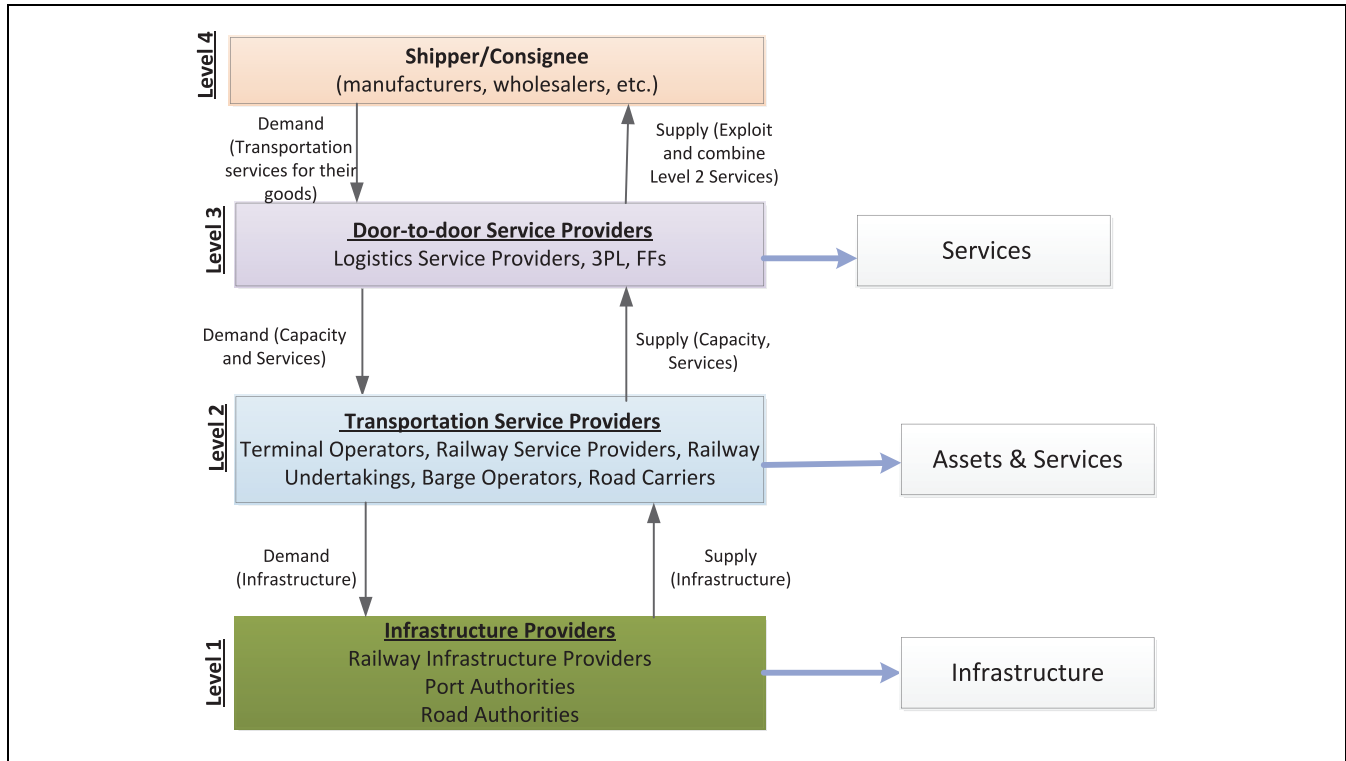 Level 4
Shipper/Consignee
(manufacturers, wholesalers, etc.)
Demand
(Transportation
services for their
goods)
Supply (Exploit
and combine
Level 2 Services)
Level 3
Door-to-door Service Providers
Logistics Service Providers, 3PL, FFs
Services
Demand (Capacity
and Services)
Supply (Capacity,
Services)
Level 2
Transportation Service Providers
Terminal Operators, Railway Service Providers, Railway
Undertakings, Barge Operators, Road Carriers
Assets & Services
Demand
(Infrastructure)
Supply
(Infrastructure)
Level 1
Infrastructure Providers
Railway Infrastructure Providers
Port Authorities
Road Authorities
Infrastructure